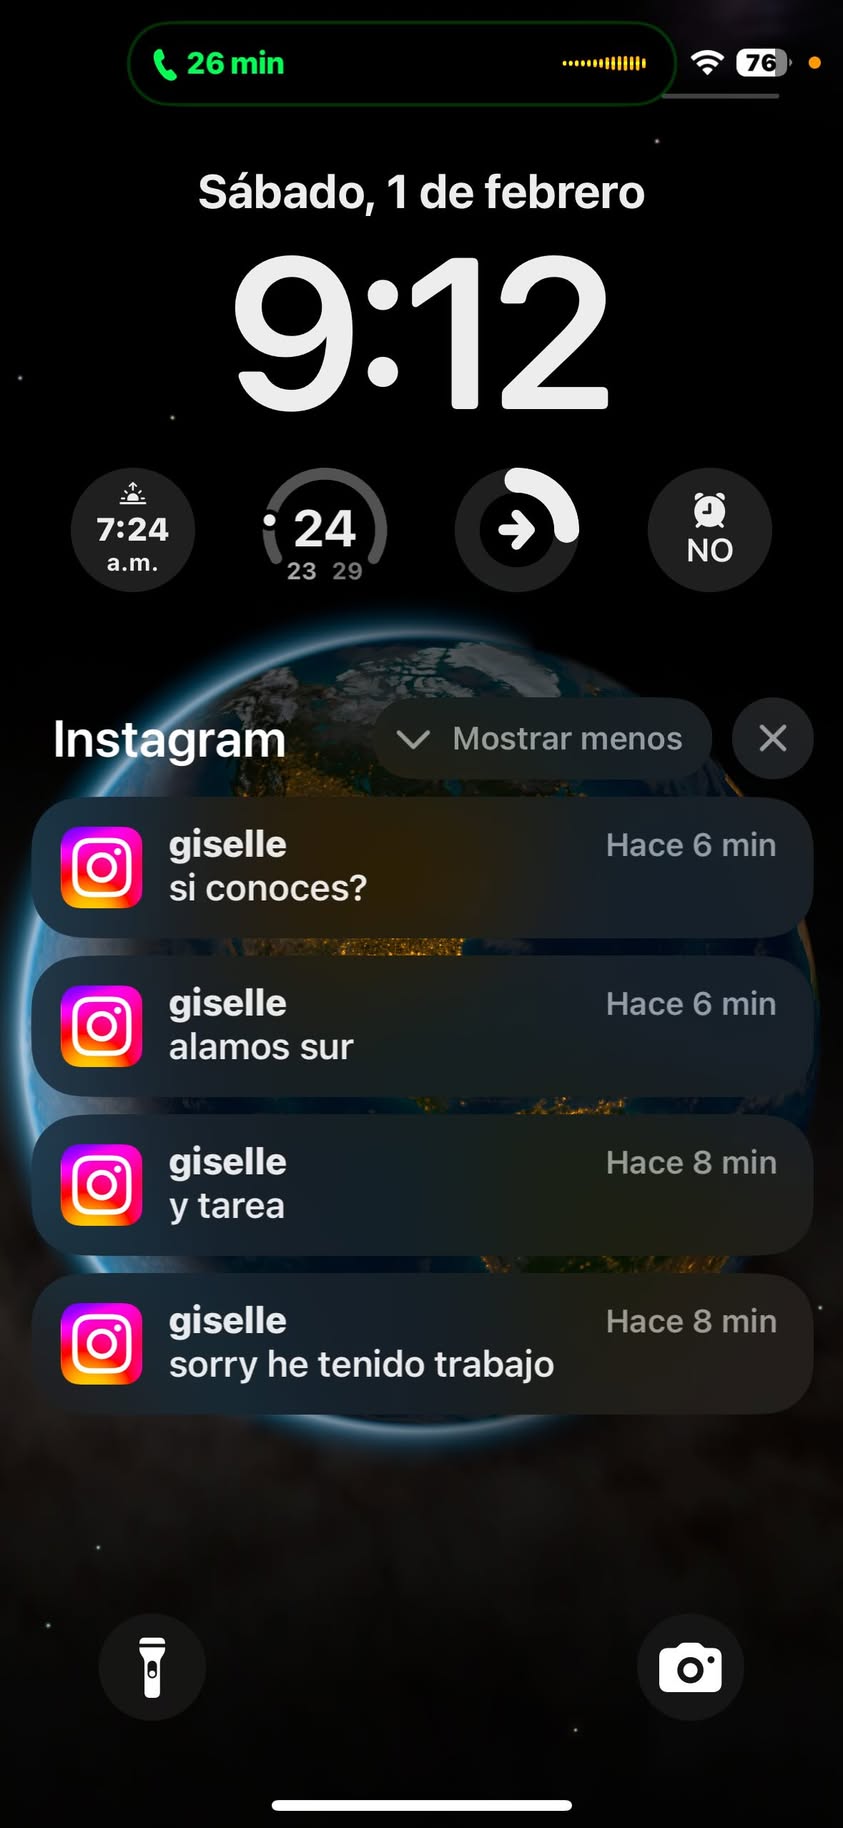 26 min
76
Sábado, 1 de febrero
9:12
7:24
a.m.
24
23 29
NO
Instagram
Mostrar menos
giselle
Hace 6 min
si conoces?
giselle
Hace 6 min
alamos sur
giselle
Hace 8 min
y tarea
giselle
Hace 8 min
sorry he tenido trabajo